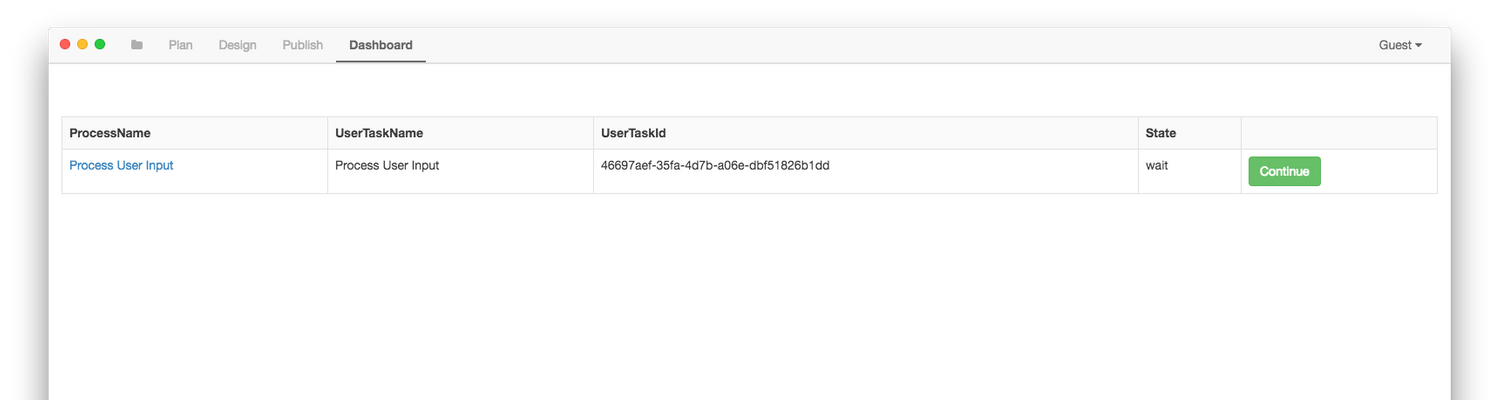 Plan Design Publish Dashboard Guest
ProcessName UserTaskName UserTaskId State
Process User Input Process User Input 46697aef-35fa-4d7b-a06e-dbf51826b1dd wait Continue